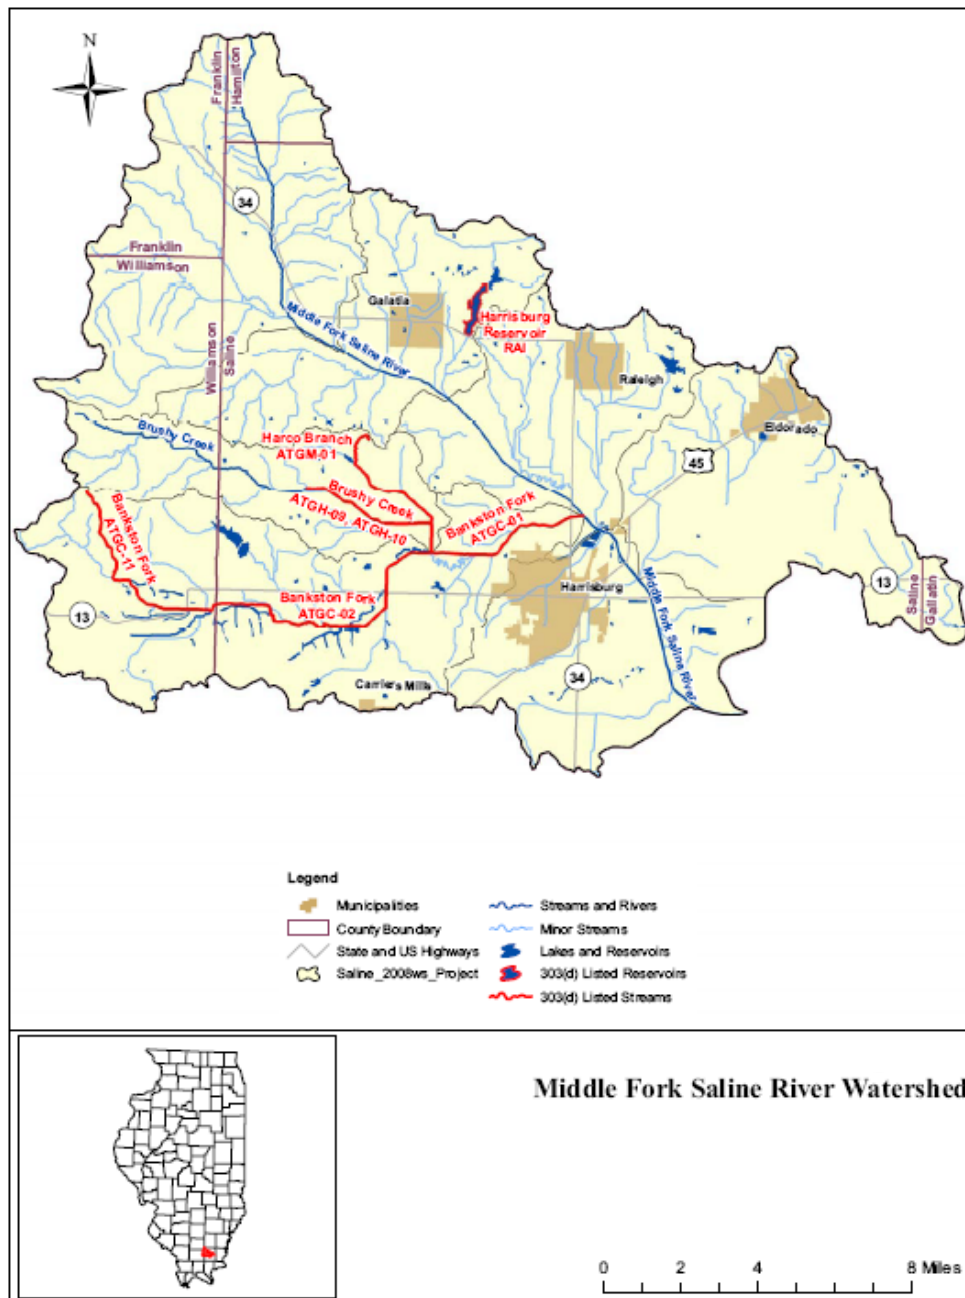 N
Franklin
Hamilton
34
Franklin
Williamson
Galatia
Harrisburg
Reservoir
RAI
Middle Fork Saline River
Williamson
Saline
Raleigh
Eldorado
Brushy Creek
Harco Branch
ATGM-01
45
Brushy Creek
ATGH-09, ATGH-10
Bankston Fork
ATGC-01
Bankston Fork
ATGC-11
Harrisburg
Middle Fork Saline River
13
Saline
Gallatin
Bankston Fork
ATGC-02
13
Carrier's Mills
34
Legend
Municipalities
County Boundary
State and US Highways
Saline_2008ws_Project
Streams and Rivers
Minor Streams
Lakes and Reservoirs
303(d) Listed Reservoirs
303(d) Listed Streams
Middle Fork Saline River Watershed
0 2 4 8 Miles